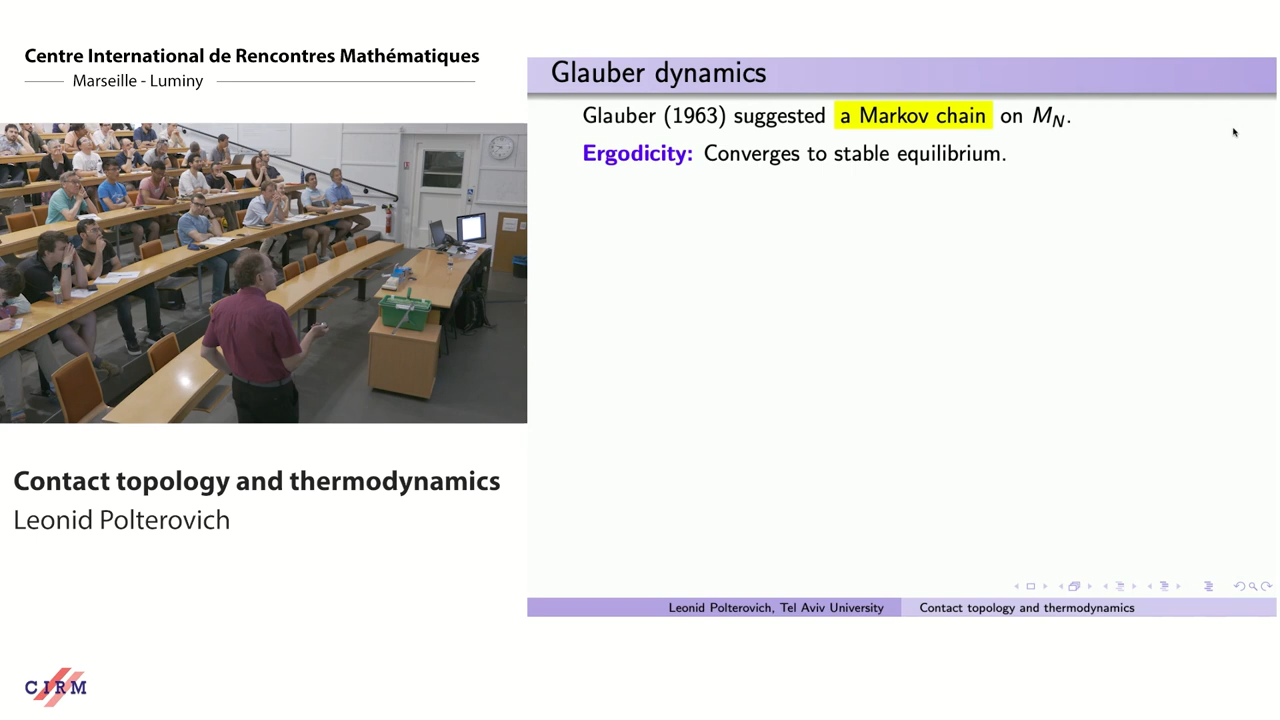 Centre International de Rencontres Mathématiques
Marseille - Luminy
Glauber dynamics
Glauber (1963) suggested a Markov chain on M_N.
Ergodicity: Converges to stable equilibrium.
Contact topology and thermodynamics
Leonid Polterovich
Leonid Polterovich, Tel Aviv University
Contact topology and thermodynamics
CIRM